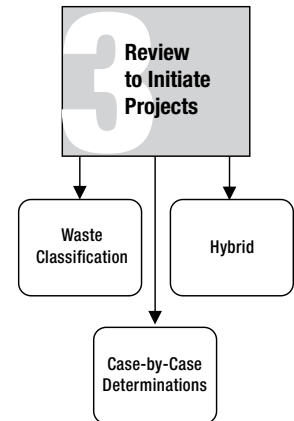 3
Review
to Initiate
Projects
Waste
Classification
Hybrid
Case-by-Case
Determinations